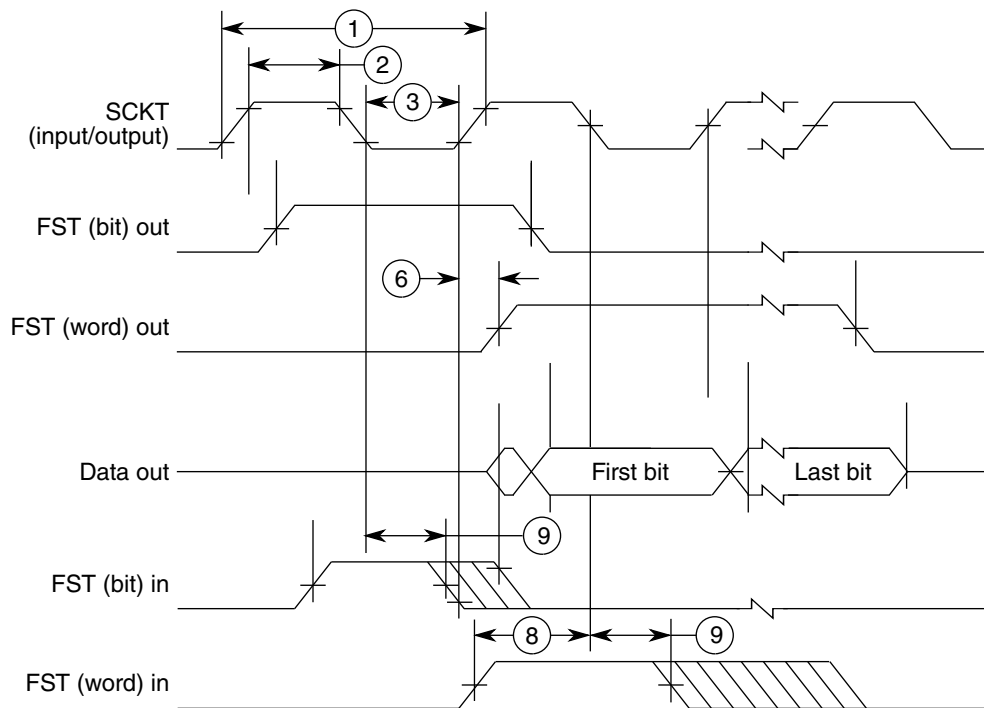 1
2
3
SCKT
(input/output)
FST (bit) out
6
FST (word) out
Data out
First bit
Last bit
9
FST (bit) in
8
9
FST (word) in